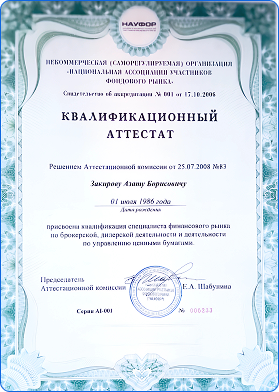 НАУФОР
НЕКОММЕРЧЕСКАЯ (САМОРЕГУЛИРУЕМАЯ) ОРГАНИЗАЦИЯ
«НАЦИОНАЛЬНАЯ АССОЦИАЦИЯ УЧАСТНИКОВ
ФОНДОВОГО РЫНКА»
Свидетельство об аккредитации № 001 от 17.10.2006
КВАЛИФИКАЦИОННЫЙ
АТТЕСТАТ
Решением Аттестационной комиссии от 25.07.2008 №83
Закирову Азату Борисовичу
01 июля 1986 года
Дата рождения
присвоена квалификация специалиста финансового рынка
по брокерской, дилерской деятельности и деятельности
по управлению ценными бумагами.
Председатель
Аттестационной комиссии
Е.А. Шабунина
Серия AI-001
№